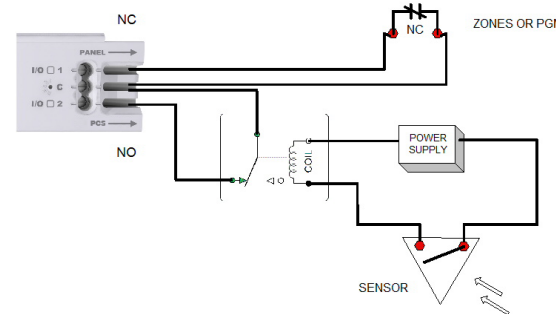 NC
NC
ZONES OR PGM
PANEL
I/O 1
C
I/O 2
PCS
NO
COIL
POWER
SUPPLY
SENSOR